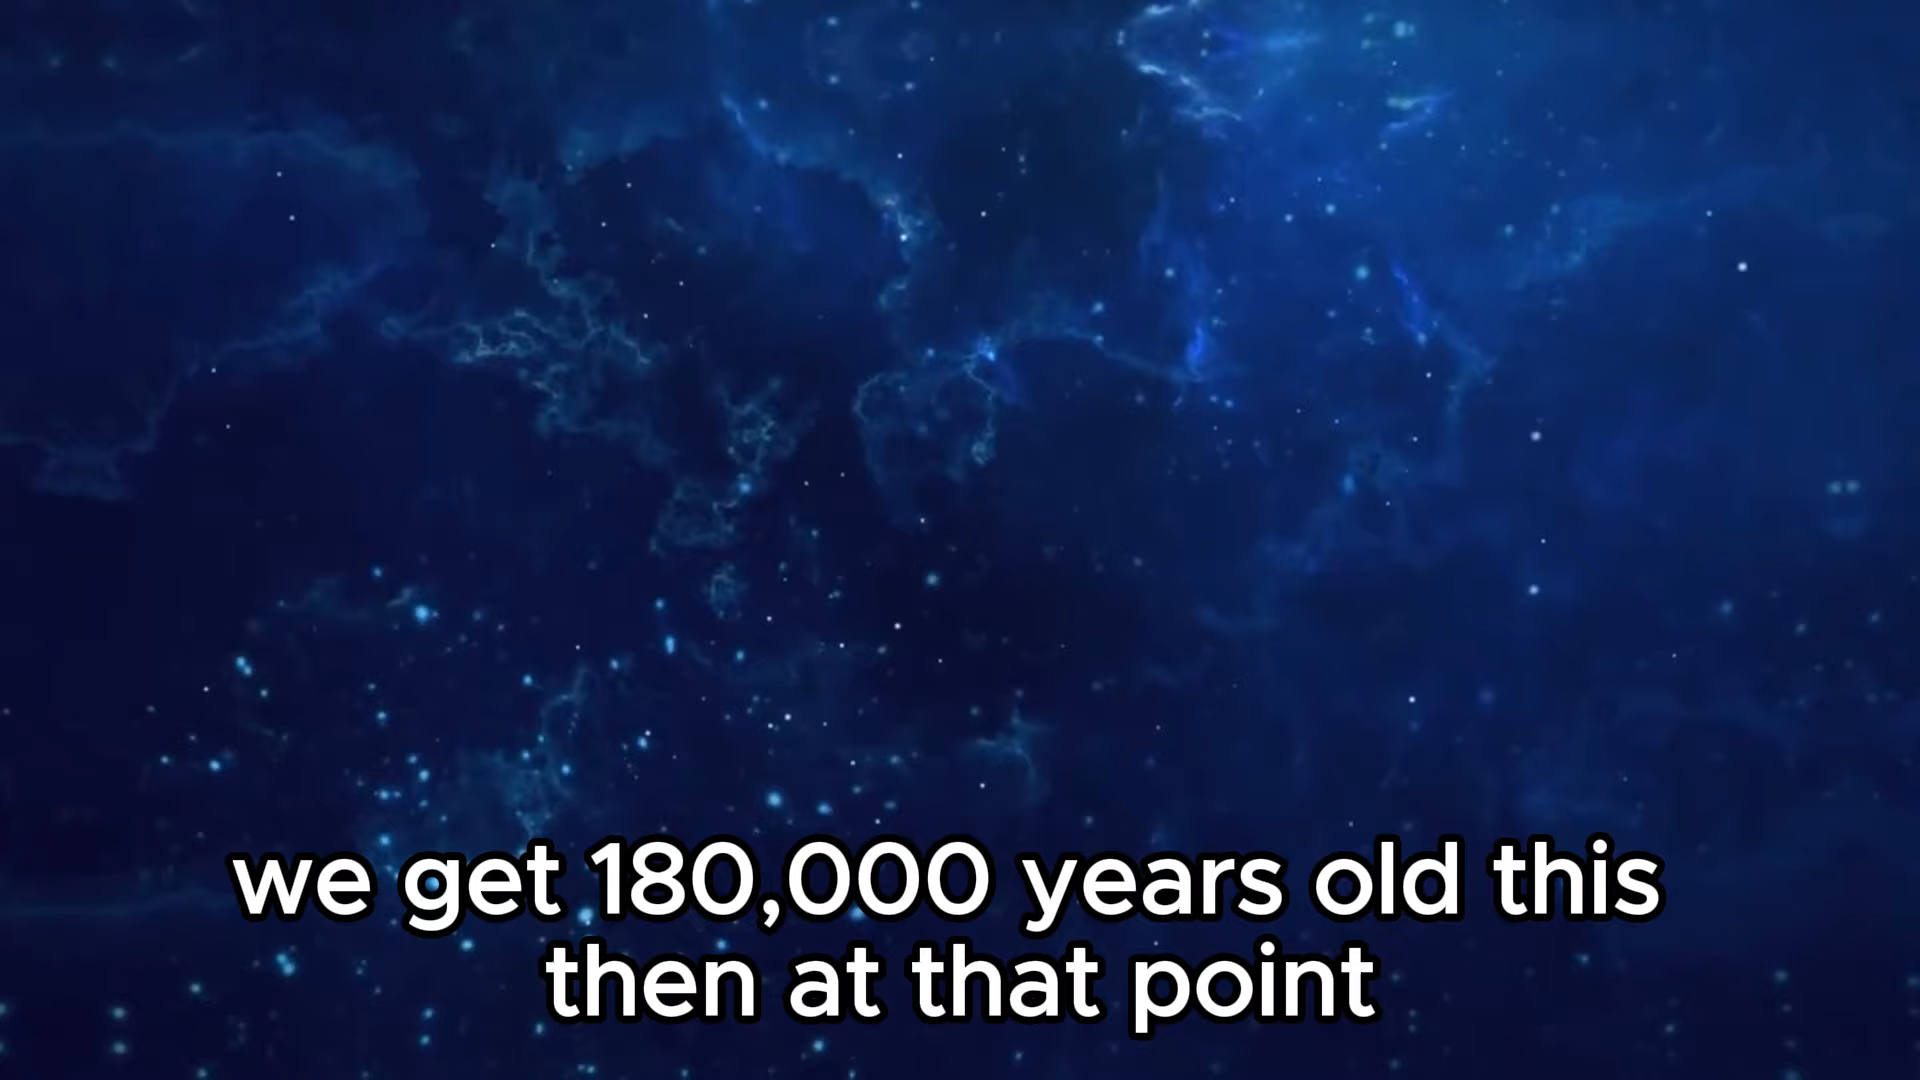 we get 180,000 years old this
then at that point